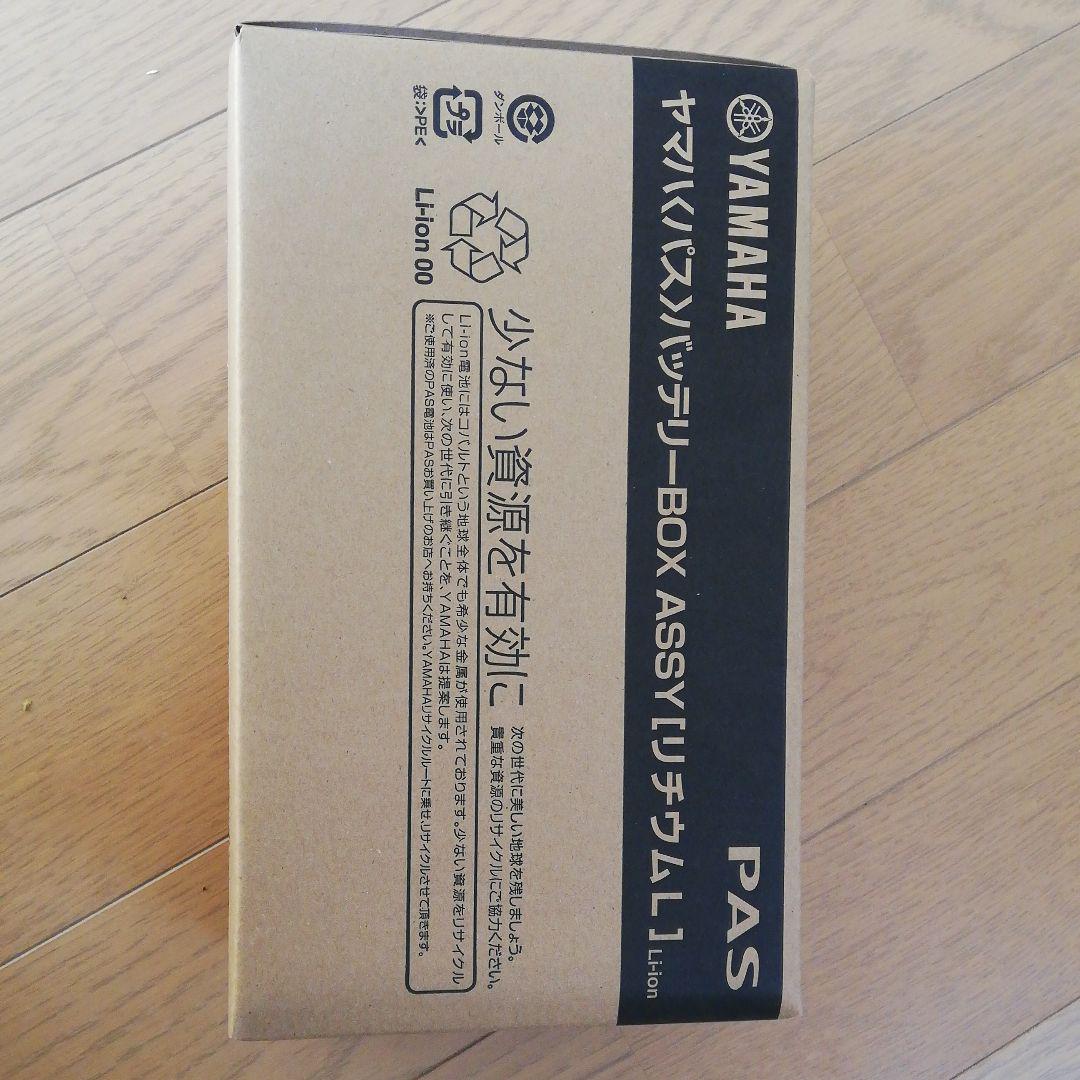 YAMAHA
PAS
ヤマハ〈パス〉バッテリーBOX ASSY[リチウムL] Li-ion
ダンボール
プラ
袋:>PE<
Li-ion 00
少ない資源を有効に
次の世代に美しい地球を残しましょう。
貴重な資源のリサイクルにご協力ください。
Li-ion電池にはコバルトという地球全体でも希少な金属が使用されております。少ない資源をリサイクル
して有効に使い、次の世代に引き継ぐことを、YAMAHAは提案します。
※ご使用済のPAS電池はPASお買い上げのお店へお持ちください。YAMAHAリサイクルルートに乗せ、リサイクルさせて頂きます。